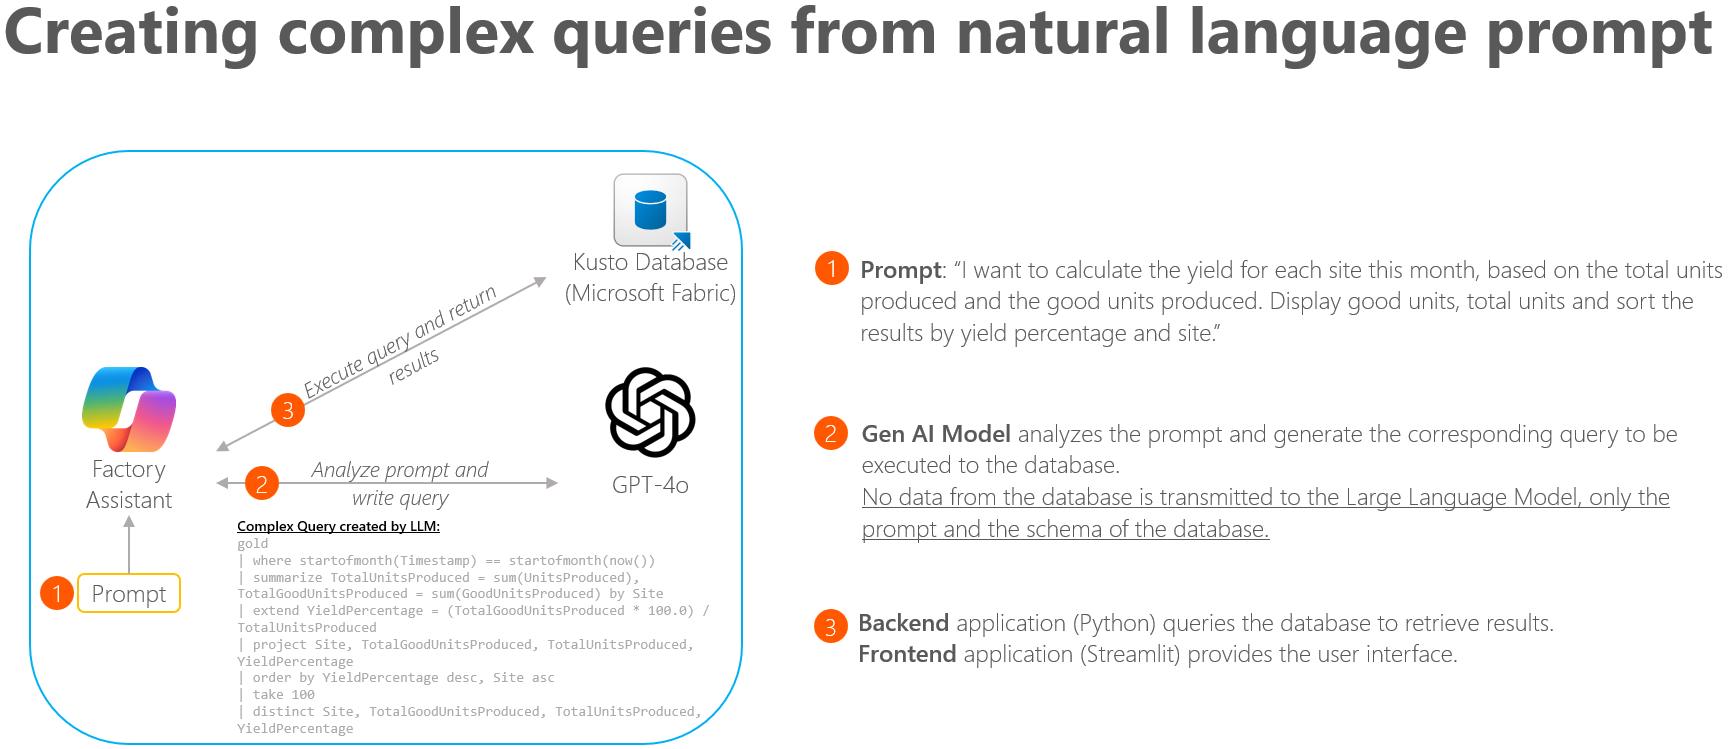 Creating complex queries from natural language prompt
Kusto Database
(Microsoft Fabric)
Execute query and return
results
3
Factory
Assistant
2
Analyze prompt and
write query
GPT-4o
1
Prompt
Complex Query created by LLM:
gold
| where startofmonth(Timestamp) == startofmonth(now())
| summarize TotalUnitsProduced = sum(UnitsProduced),
TotalGoodUnitsProduced = sum(GoodUnitsProduced) by Site
| extend YieldPercentage = (TotalGoodUnitsProduced * 100.0) /
TotalUnitsProduced
| project Site, TotalGoodUnitsProduced, TotalUnitsProduced,
YieldPercentage
| order by YieldPercentage desc, Site asc
| take 100
| distinct Site, TotalGoodUnitsProduced, TotalUnitsProduced,
YieldPercentage
1 Prompt: “I want to calculate the yield for each site this month, based on the total units
produced and the good units produced. Display good units, total units and sort the
results by yield percentage and site.”
2 Gen AI Model analyzes the prompt and generate the corresponding query to be
executed to the database.
No data from the database is transmitted to the Large Language Model, only the
prompt and the schema of the database.
3 Backend application (Python) queries the database to retrieve results.
Frontend application (Streamlit) provides the user interface.